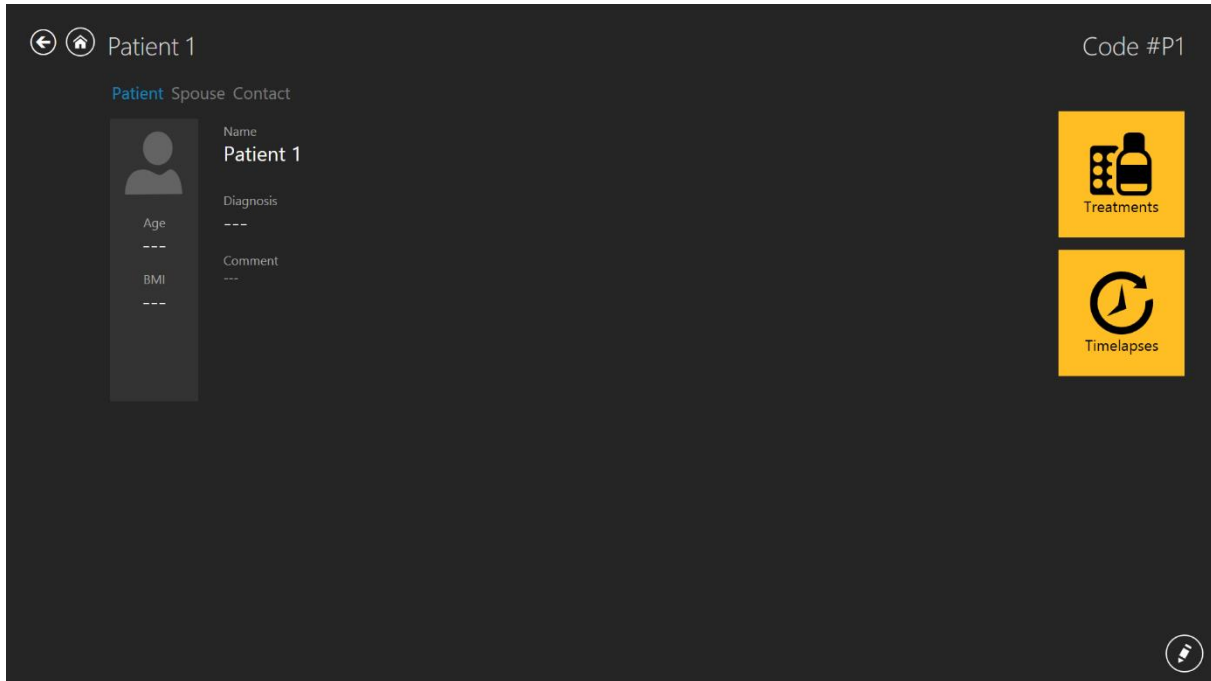 Patient 1
Code #P1
Patient Spouse Contact
Name
Patient 1
Diagnosis
---
Comment
---
Age
---
BMI
---
Treatments
Timelapses